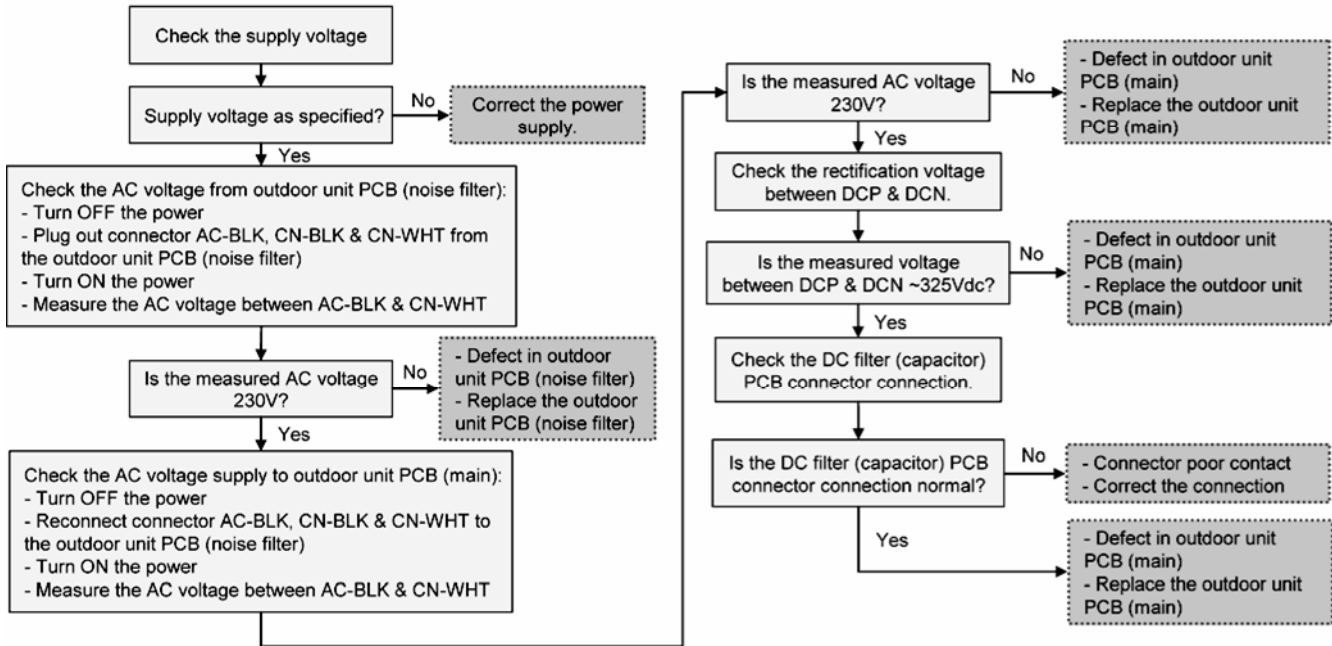 Check the supply voltage
Supply voltage as specified?
No
Correct the power
supply.
Yes
Check the AC voltage from outdoor unit PCB (noise filter):
- Turn OFF the power
- Plug out connector AC-BLK, CN-BLK & CN-WHT from
the outdoor unit PCB (noise filter)
- Turn ON the power
- Measure the AC voltage between AC-BLK & CN-WHT
Is the measured AC voltage
230V?
No
- Defect in outdoor
unit PCB (noise filter)
- Replace the outdoor
unit PCB (noise filter)
Yes
Check the AC voltage supply to outdoor unit PCB (main):
- Turn OFF the power
- Reconnect connector AC-BLK, CN-BLK & CN-WHT to
the outdoor unit PCB (noise filter)
- Turn ON the power
- Measure the AC voltage between AC-BLK & CN-WHT
Is the measured AC voltage
230V?
No
- Defect in outdoor unit
PCB (main)
- Replace the outdoor unit
PCB (main)
Yes
Check the rectification voltage
between DCP & DCN.
Is the measured voltage
between DCP & DCN ~325Vdc?
No
- Defect in outdoor unit
PCB (main)
- Replace the outdoor unit
PCB (main)
Yes
Check the DC filter (capacitor)
PCB connector connection.
Is the DC filter (capacitor) PCB
connector connection normal?
No
- Connector poor contact
- Correct the connection
Yes
- Defect in outdoor unit
PCB (main)
- Replace the outdoor unit
PCB (main)